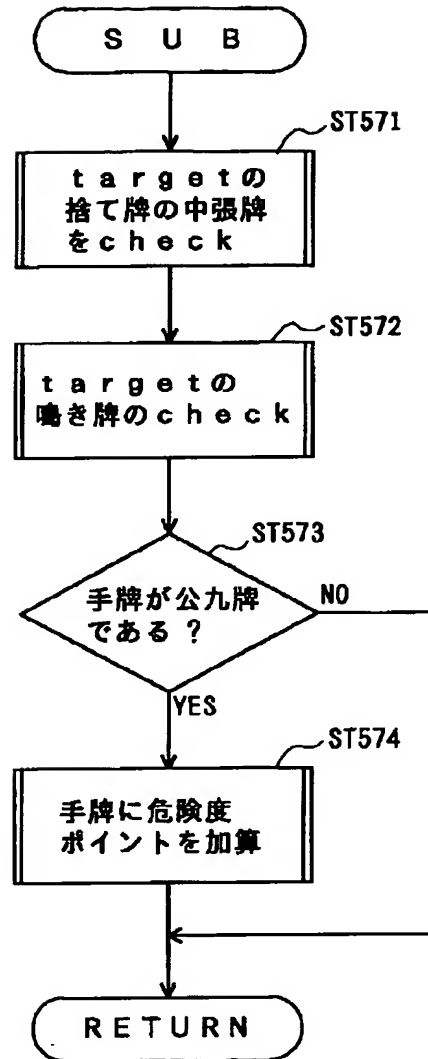 SUB
ST571
targetの
捨て牌の中張牌
をcheck
ST572
targetの
鳴き牌のcheck
ST573
手牌が公九牌
である？
NO
YES
ST574
手牌に危険度
ポイントを加算
RETURN